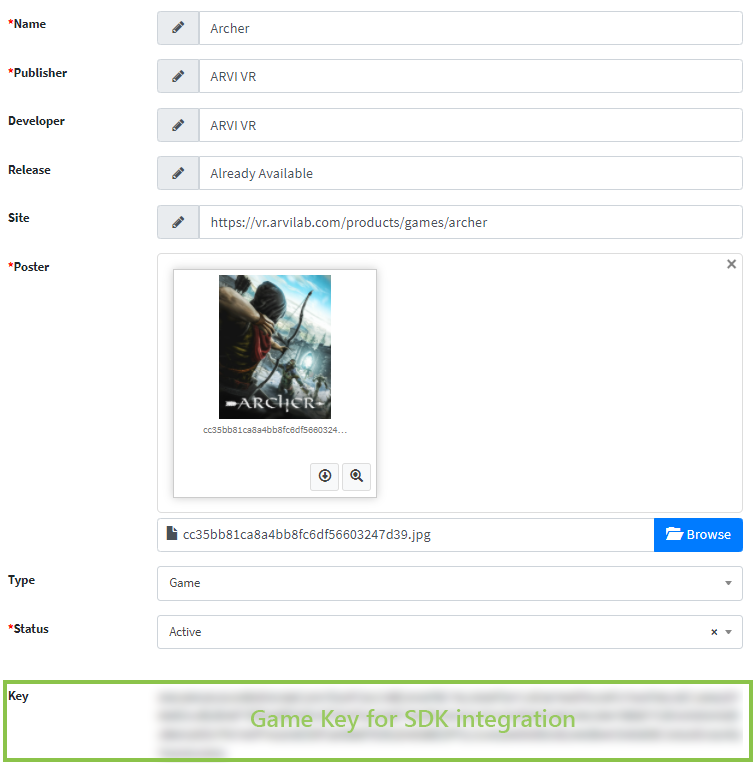 *Name
Archer
*Publisher
ARVI VR
Developer
ARVI VR
Release
Already Available
Site
https://vr.arvilab.com/products/games/archer
*Poster
ARCHER
cc35bb81ca8a4bb8fc6df5660324...
cc35bb81ca8a4bb8fc6df56603247d39.jpg
Browse
Type
Game
*Status
Active
Key
Game Key for SDK integration